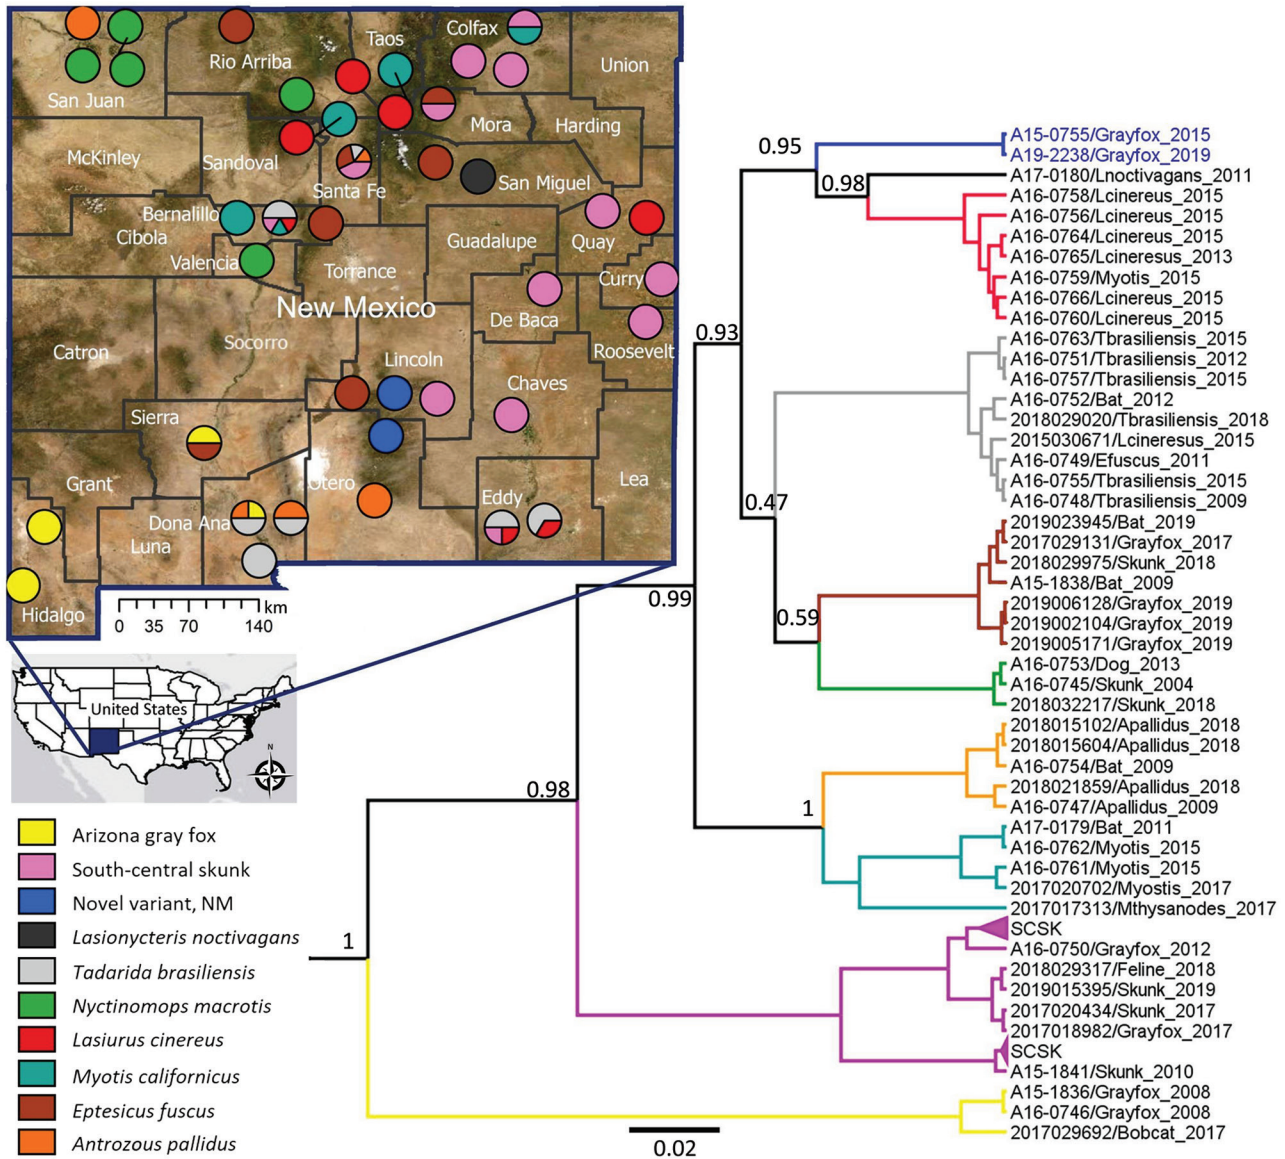 Colfax
Taos
Rio Arriba
Union
San Juan
Mora
Harding
McKinley
Sandoval
Santa Fe
San Miguel
Bernalillo
Cibola
Quay
Guadalupe
Valencia
Torrance
Curry
New Mexico
De Baca
Socorro
Roosevelt
Catron
Lincoln
Chaves
Sierra
Grant
Otero
Lea
Eddy
Dona Ana
Luna
Hidalgo
km
0 35 70 140
United States
N
Arizona gray fox
South-central skunk
Novel variant, NM
Lasionycteris noctivagans
Tadarida brasiliensis
Nyctinomops macrotis
Lasiurus cinereus
Myotis californicus
Eptesicus fuscus
Antrozous pallidus
0.95
0.98
0.93
0.47
0.59
0.99
0.98
1
1
0.02
A15-0755/Grayfox_2015
A19-2238/Grayfox_2019
A17-0180/Lnoctivagans_2011
A16-0758/Lcinereus_2015
A16-0756/Lcinereus_2015
A16-0764/Lcinereus_2015
A16-0765/Lcineresus_2013
A16-0759/Myotis_2015
A16-0766/Lcinereus_2015
A16-0760/Lcinereus_2015
A16-0763/Tbrasiliensis_2015
A16-0751/Tbrasiliensis_2012
A16-0757/Tbrasiliensis_2015
A16-0752/Bat_2012
2018029020/Tbrasiliensis_2018
2015030671/Lcineresus_2015
A16-0749/Efuscus_2011
A16-0755/Tbrasiliensis_2015
A16-0748/Tbrasiliensis_2009
2019023945/Bat_2019
2017029131/Grayfox_2017
2018029975/Skunk_2018
A15-1838/Bat_2009
2019006128/Grayfox_2019
2019002104/Grayfox_2019
2019005171/Grayfox_2019
A16-0753/Dog_2013
A16-0745/Skunk_2004
2018032217/Skunk_2018
2018015102/Apallidus_2018
2018015604/Apallidus_2018
A16-0754/Bat_2009
2018021859/Apallidus_2018
A16-0747/Apallidus_2009
A17-0179/Bat_2011
A16-0762/Myotis_2015
A16-0761/Myotis_2015
2017020702/Myostis_2017
2017017313/Mthysanodes_2017
SCSK
A16-0750/Grayfox_2012
2018029317/Feline_2018
2019015395/Skunk_2019
2017020434/Skunk_2017
2017018982/Grayfox_2017
SCSK
A15-1841/Skunk_2010
A15-1836/Grayfox_2008
A16-0746/Grayfox_2008
2017029692/Bobcat_2017